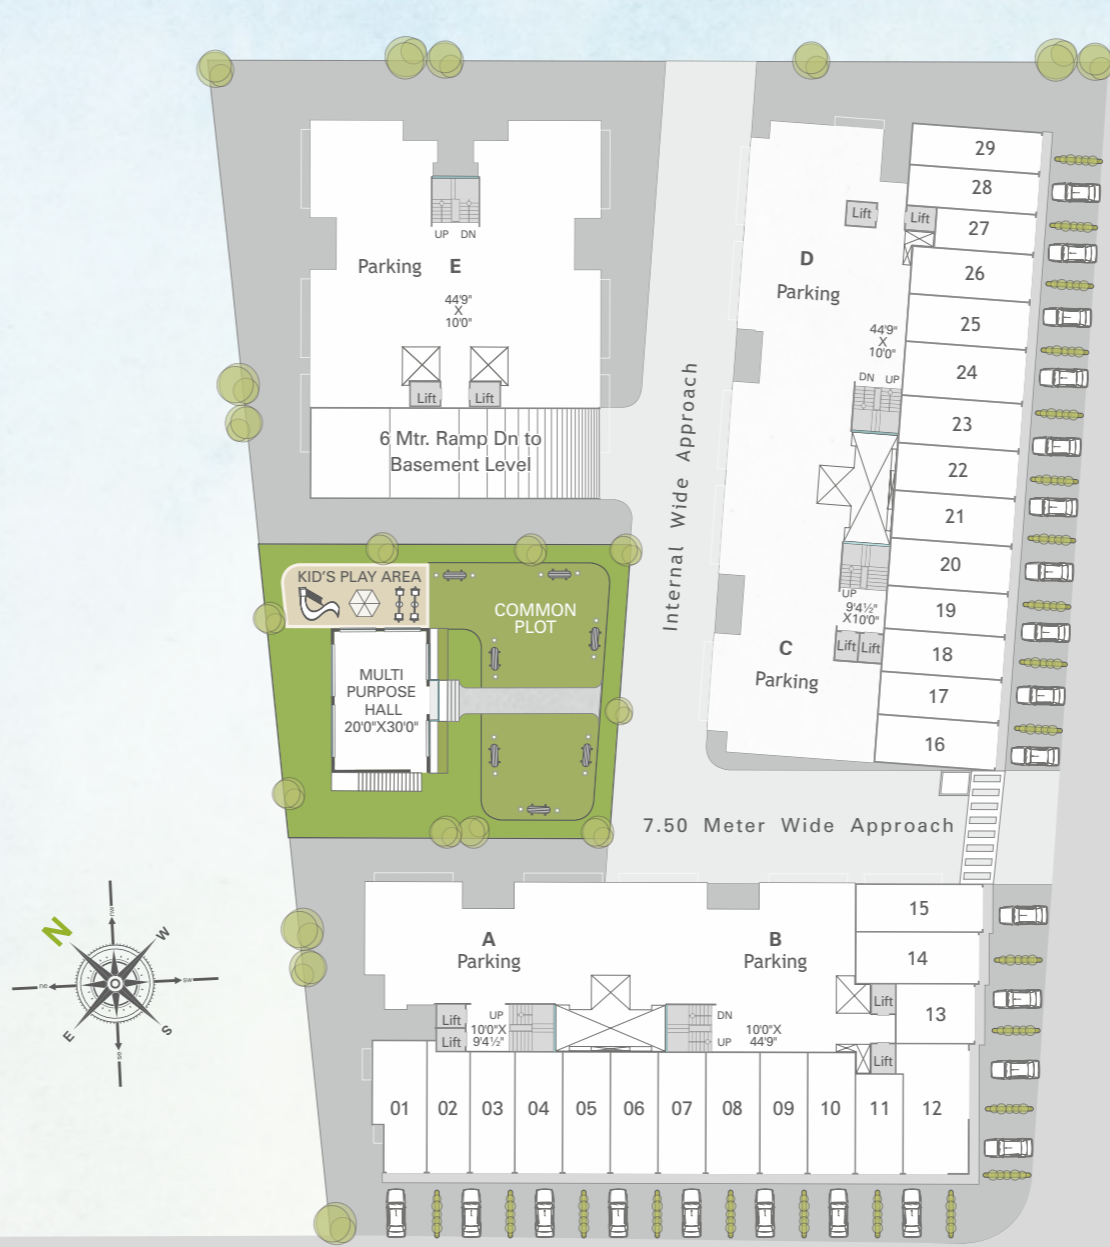 29
28
Lift
Lift
27
UP DN
Parking E
D
Parking
26
44'9"
X
10'0"
25
44'9"
X
10'0"
24
DN UP
Lift
Lift
23
6 Mtr. Ramp Dn to
Basement Level
22
21
Internal Wide Approach
20
KID'S PLAY AREA
COMMON
PLOT
UP
9'4½"
X10'0"
19
Lift Lift
18
C
Parking
MULTI
PURPOSE
HALL
20'0"X30'0"
17
16
7.50 Meter Wide Approach
15
A
Parking
B
Parking
14
Lift
13
Lift
Lift
UP
10'0"X
9'4½"
DN
UP
10'0"X
44'9"
Lift
01 02 03 04 05 06 07 08 09 10 11 12
N
nw
W
ne
sw
E
S
se